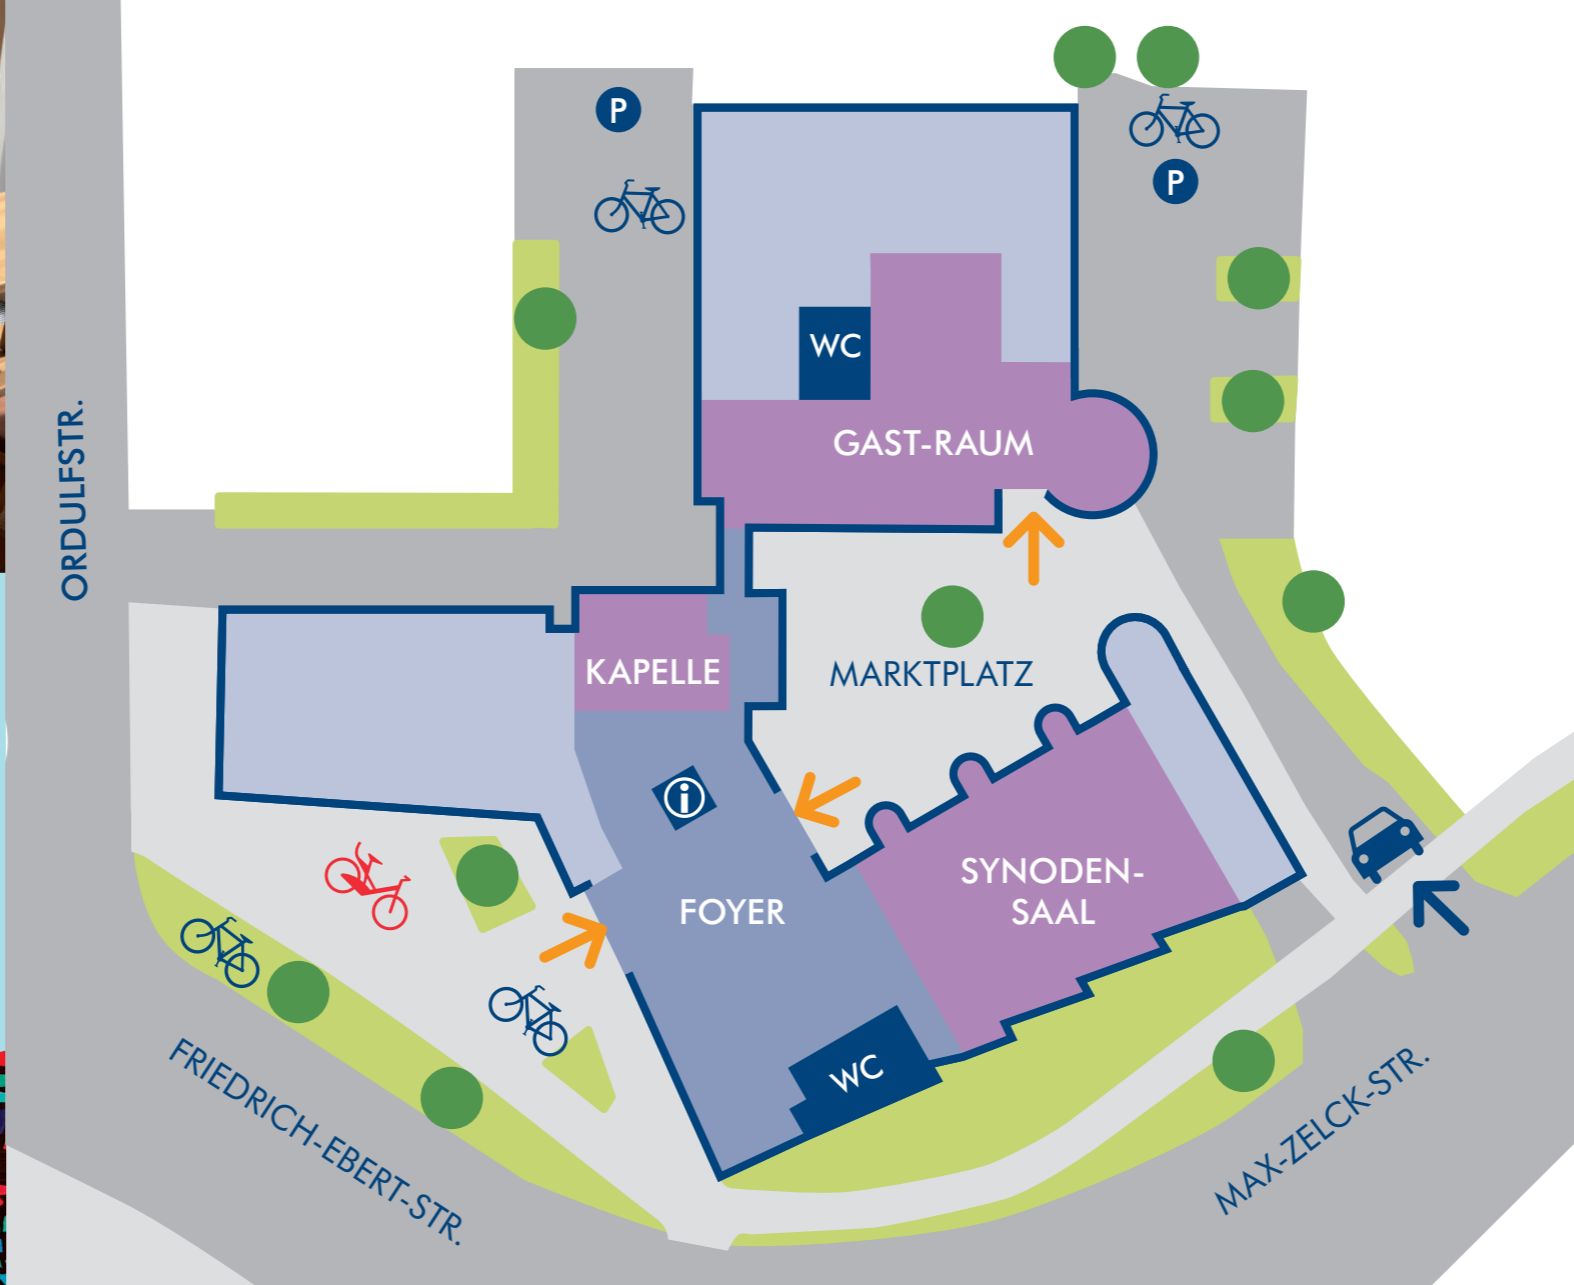 P
P
WC
GAST-RAUM
ORDULFSTR.
KAPELLE
MARKTPLATZ
i
SYNODEN-
SAAL
FOYER
WC
FRIEDRICH-EBERT-STR.
MAX-ZELCK-STR.